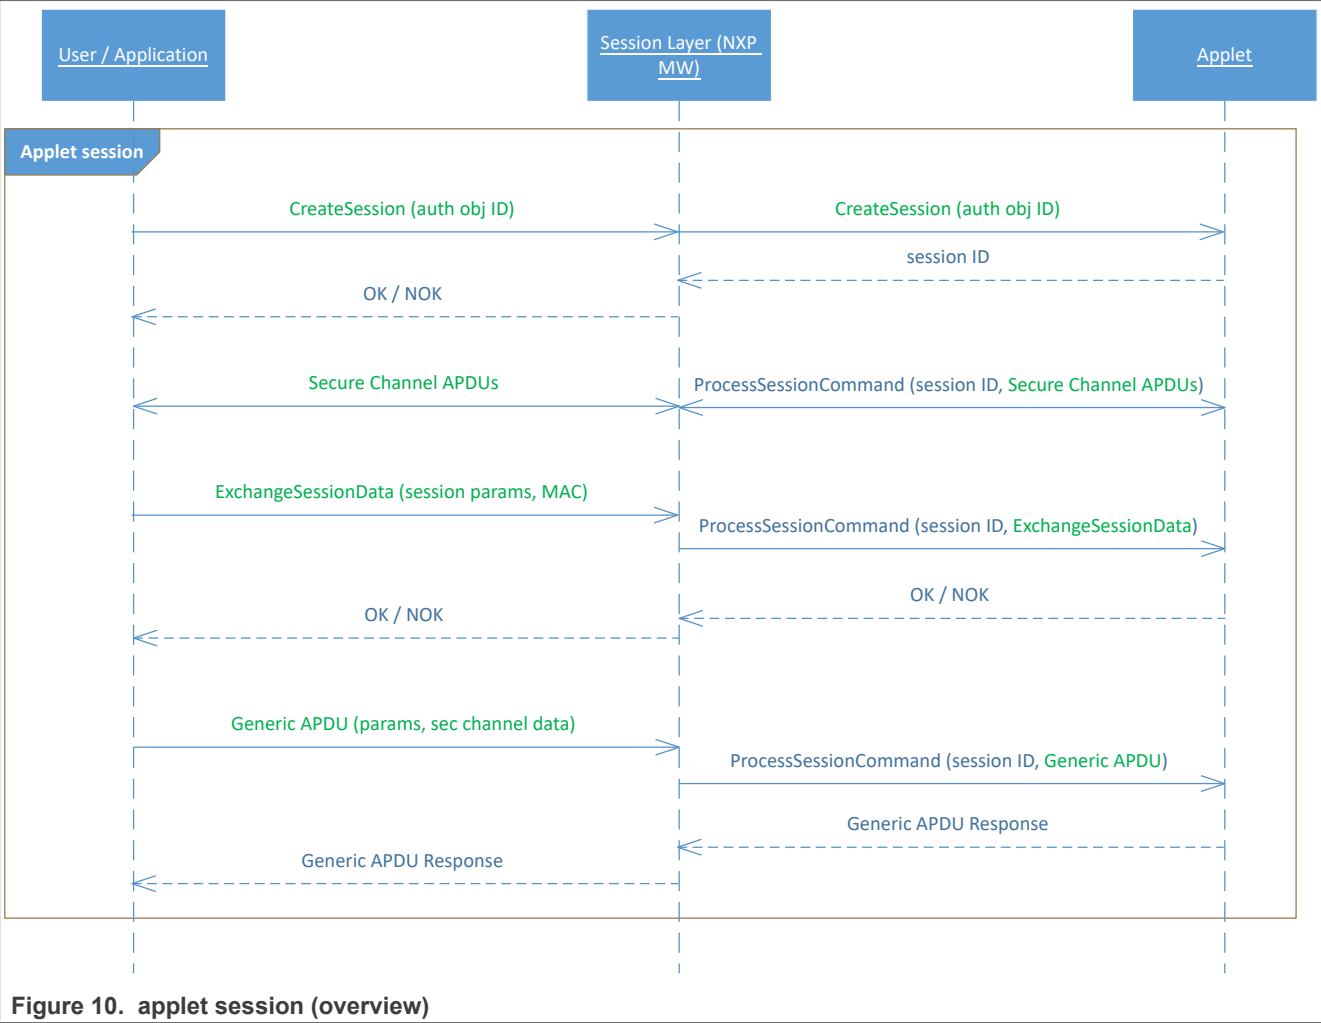 User / Application
Session Layer (NXP
MW)
Applet
Applet session
CreateSession (auth obj ID)
CreateSession (auth obj ID)
session ID
OK / NOK
Secure Channel APDUs
ProcessSessionCommand (session ID, Secure Channel APDUs)
ExchangeSessionData (session params, MAC)
ProcessSessionCommand (session ID, ExchangeSessionData)
OK / NOK
OK / NOK
Generic APDU (params, sec channel data)
ProcessSessionCommand (session ID, Generic APDU)
Generic APDU Response
Generic APDU Response
Figure 10. applet session (overview)